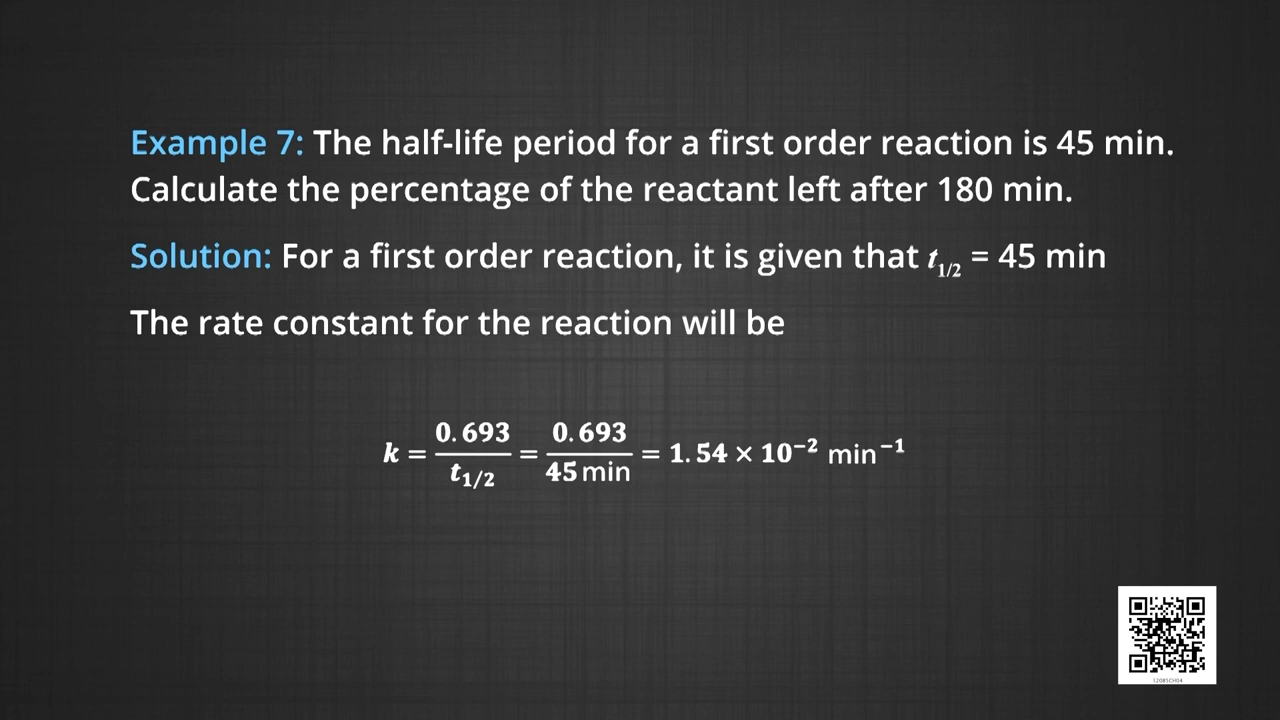 Example 7: The half-life period for a first order reaction is 45 min.
Calculate the percentage of the reactant left after 180 min.
Solution: For a first order reaction, it is given that t₁/₂ = 45 min
The rate constant for the reaction will be
k = 0.693/t₁/₂ = 0.693/45 min = 1.54 × 10⁻² min⁻¹
12085CH04